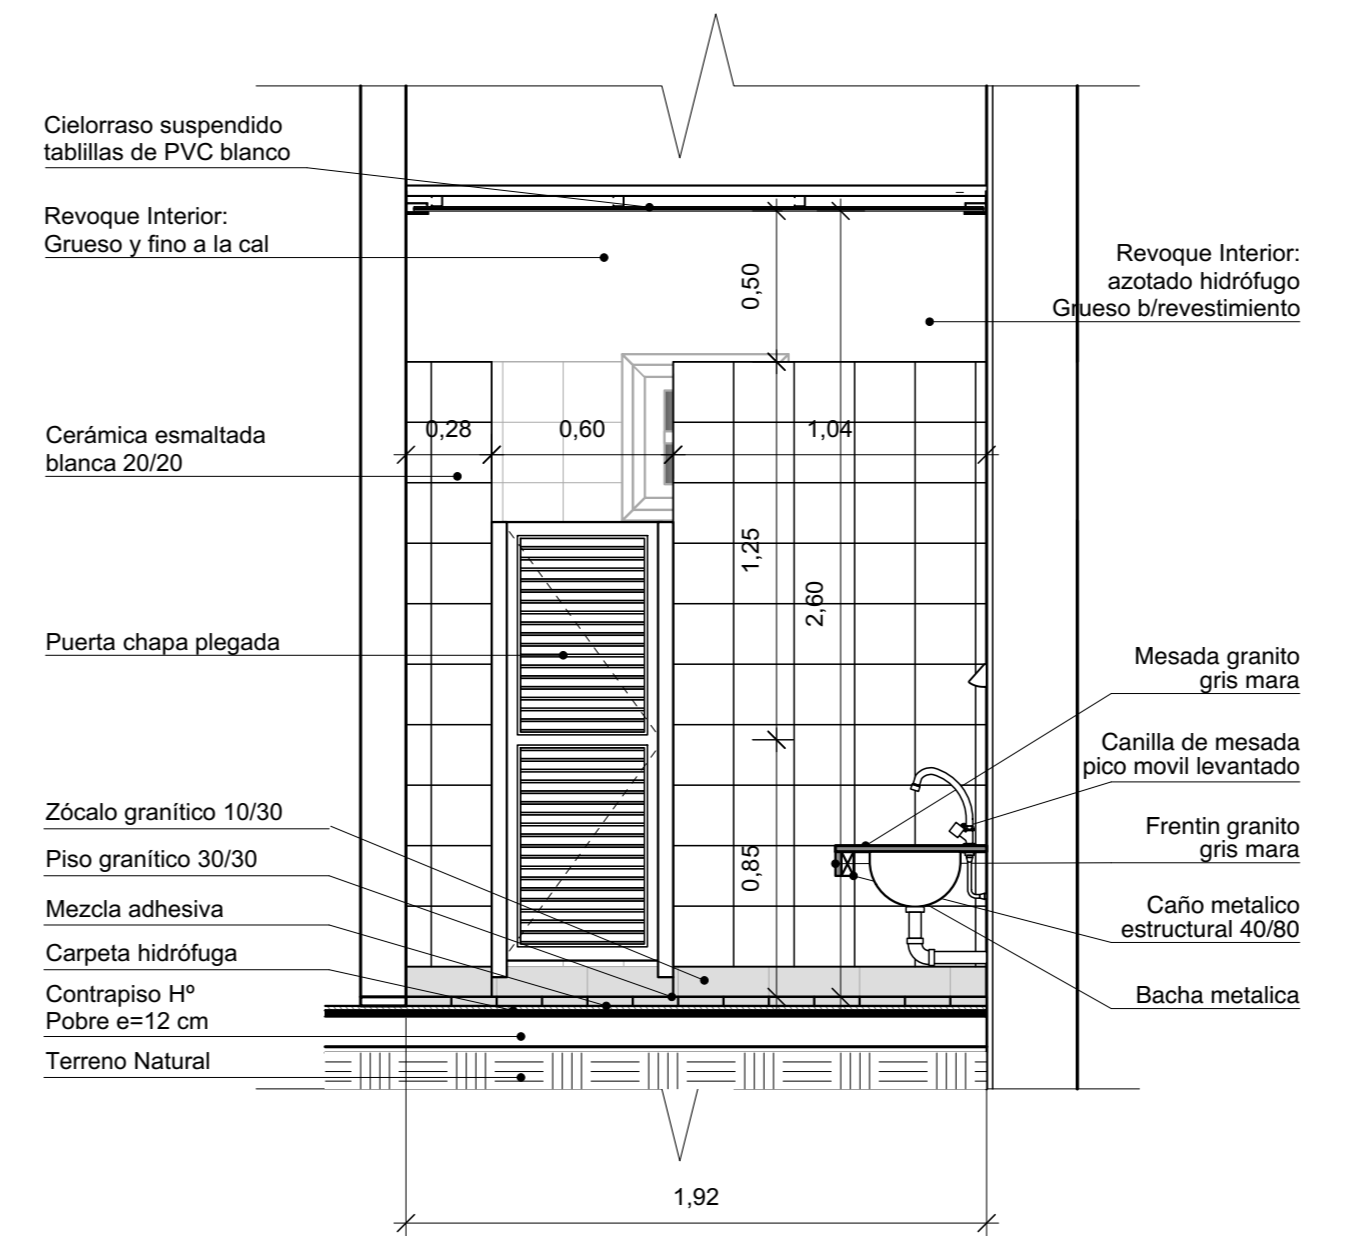 Cielorraso suspendido
tablillas de PVC blanco
Revoque Interior:
Grueso y fino a la cal
Revoque Interior:
azotado hidrófugo
Grueso b/revestimiento
0,50
Cerámica esmaltada
blanca 20/20
0,28
0,60
1,04
1,25
2,60
Puerta chapa plegada
Mesada granito
gris mara
Canilla de mesada
pico movil levantado
Zócalo granítico 10/30
Frentin granito
gris mara
Piso granítico 30/30
0,85
Mezcla adhesiva
Caño metalico
estructural 40/80
Carpeta hidrófuga
Contrapiso Hº
Pobre e=12 cm
Bacha metalica
Terreno Natural
1,92